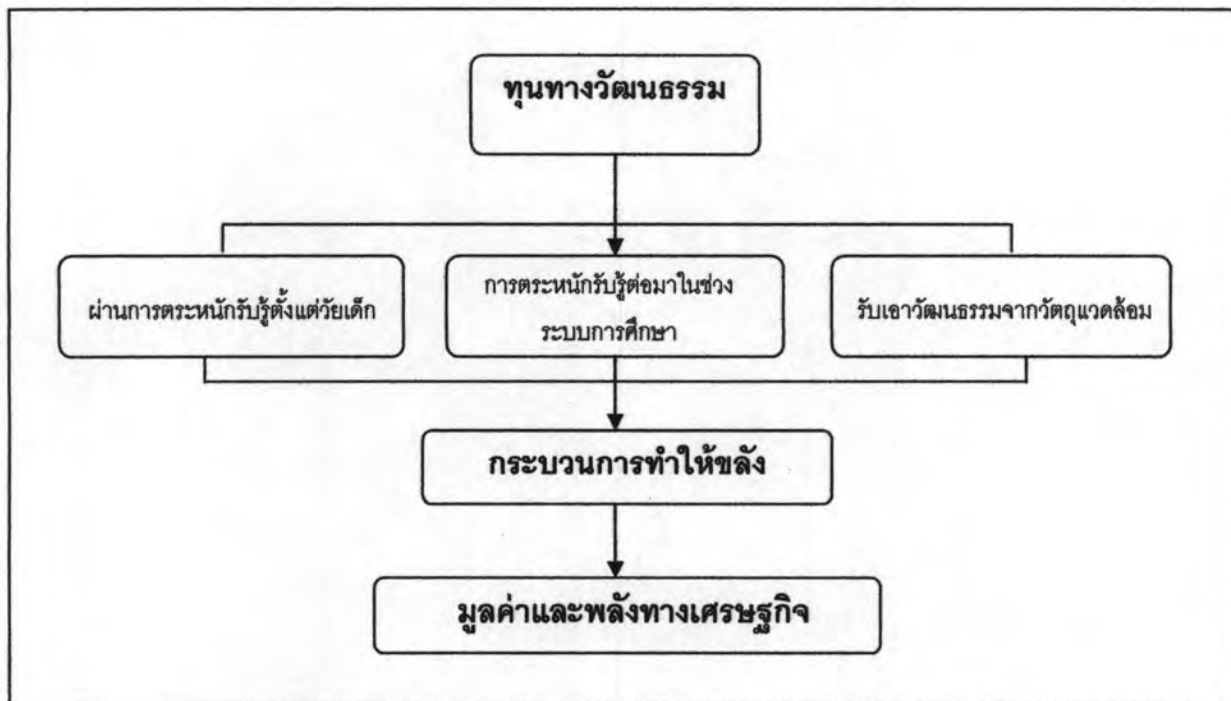 ทุนทางวัฒนธรรม
ผ่านการตระหนักรับรู้ตั้งแต่วัยเด็ก
การตระหนักรับรู้ต่อมาในช่วง
ระบบการศึกษา
รับเอาวัฒนธรรมจากวัตถุแวดล้อม
กระบวนการทำให้ขลัง
มูลค่าและพลังทางเศรษฐกิจ